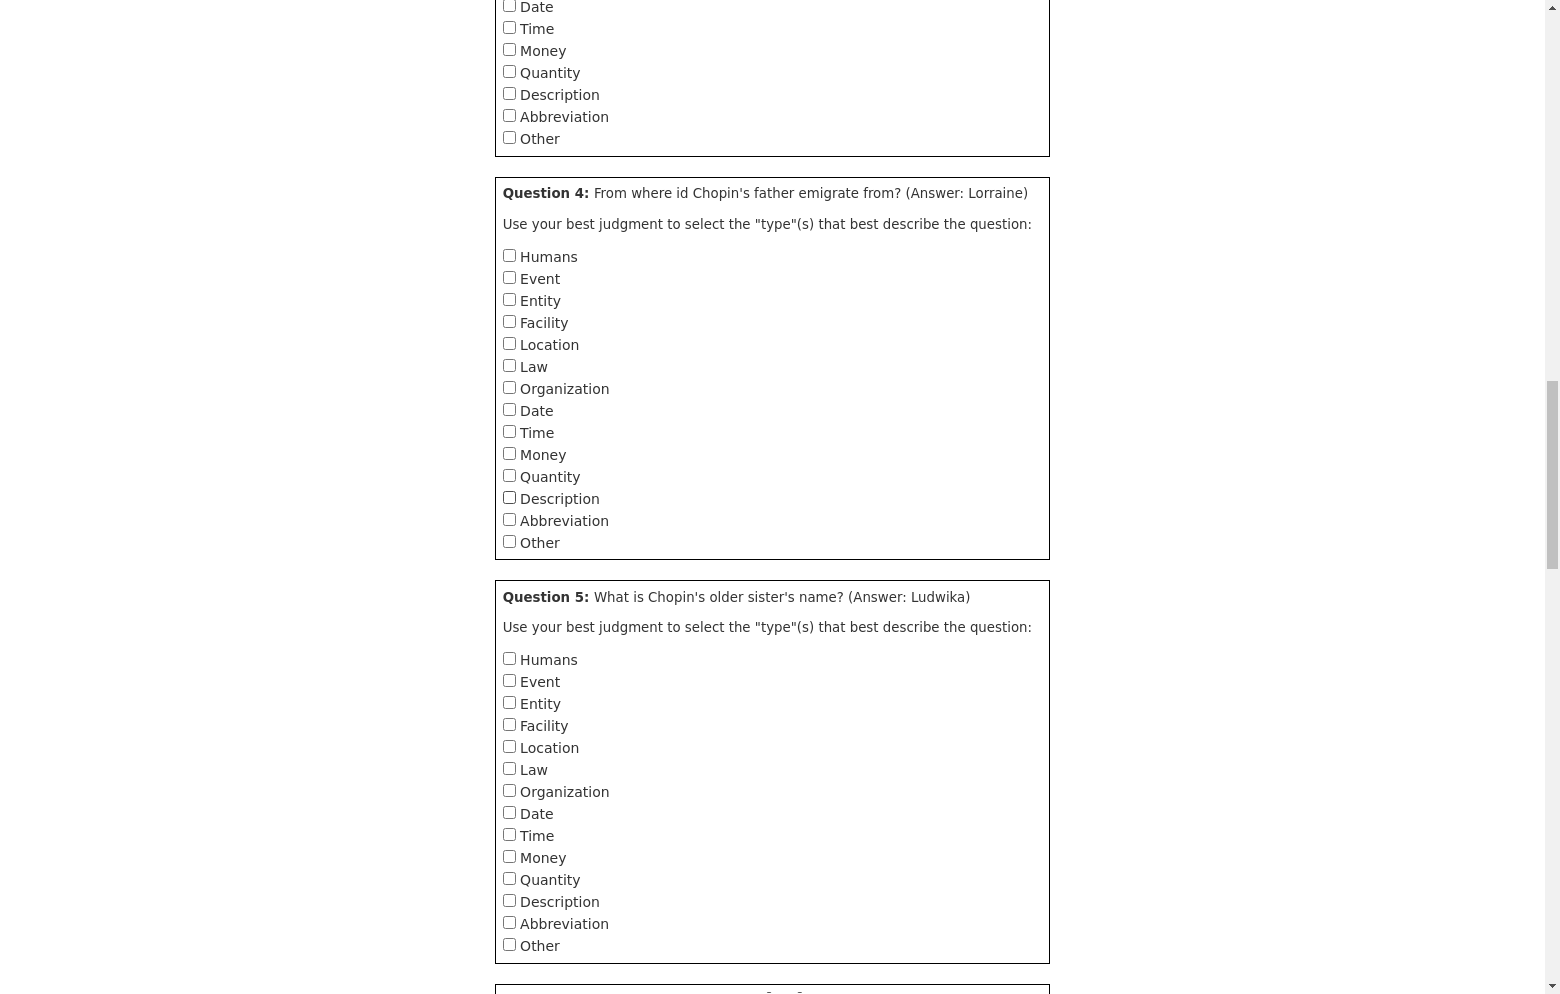 Date
Time
Money
Quantity
Description
Abbreviation
Other
Question 4: From where id Chopin's father emigrate from? (Answer: Lorraine)
Use your best judgment to select the "type"(s) that best describe the question:
Humans
Event
Entity
Facility
Location
Law
Organization
Date
Time
Money
Quantity
Description
Abbreviation
Other
Question 5: What is Chopin's older sister's name? (Answer: Ludwika)
Use your best judgment to select the "type"(s) that best describe the question:
Humans
Event
Entity
Facility
Location
Law
Organization
Date
Time
Money
Quantity
Description
Abbreviation
Other